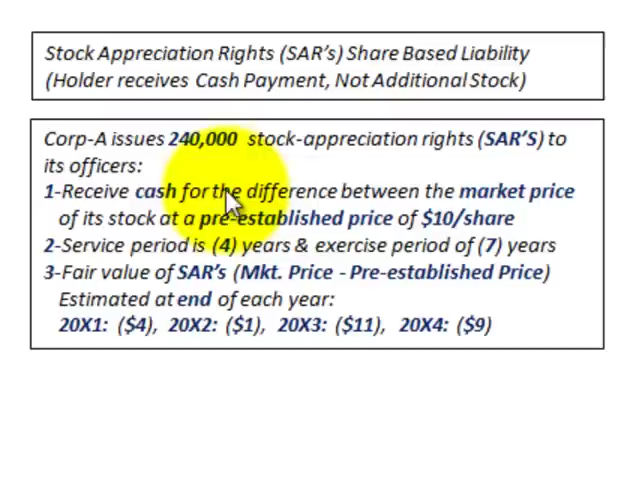 Stock Appreciation Rights (SAR's) Share Based Liability
(Holder receives Cash Payment, Not Additional Stock)
Corp-A issues 240,000 stock-appreciation rights (SAR'S) to
its officers:
1-Receive cash for the difference between the market price
of its stock at a pre-established price of $10/share
2-Service period is (4) years & exercise period of (7) years
3-Fair value of SAR's (Mkt. Price - Pre-established Price)
Estimated at end of each year:
20X1: ($4), 20X2: ($1), 20X3: ($11), 20X4: ($9)